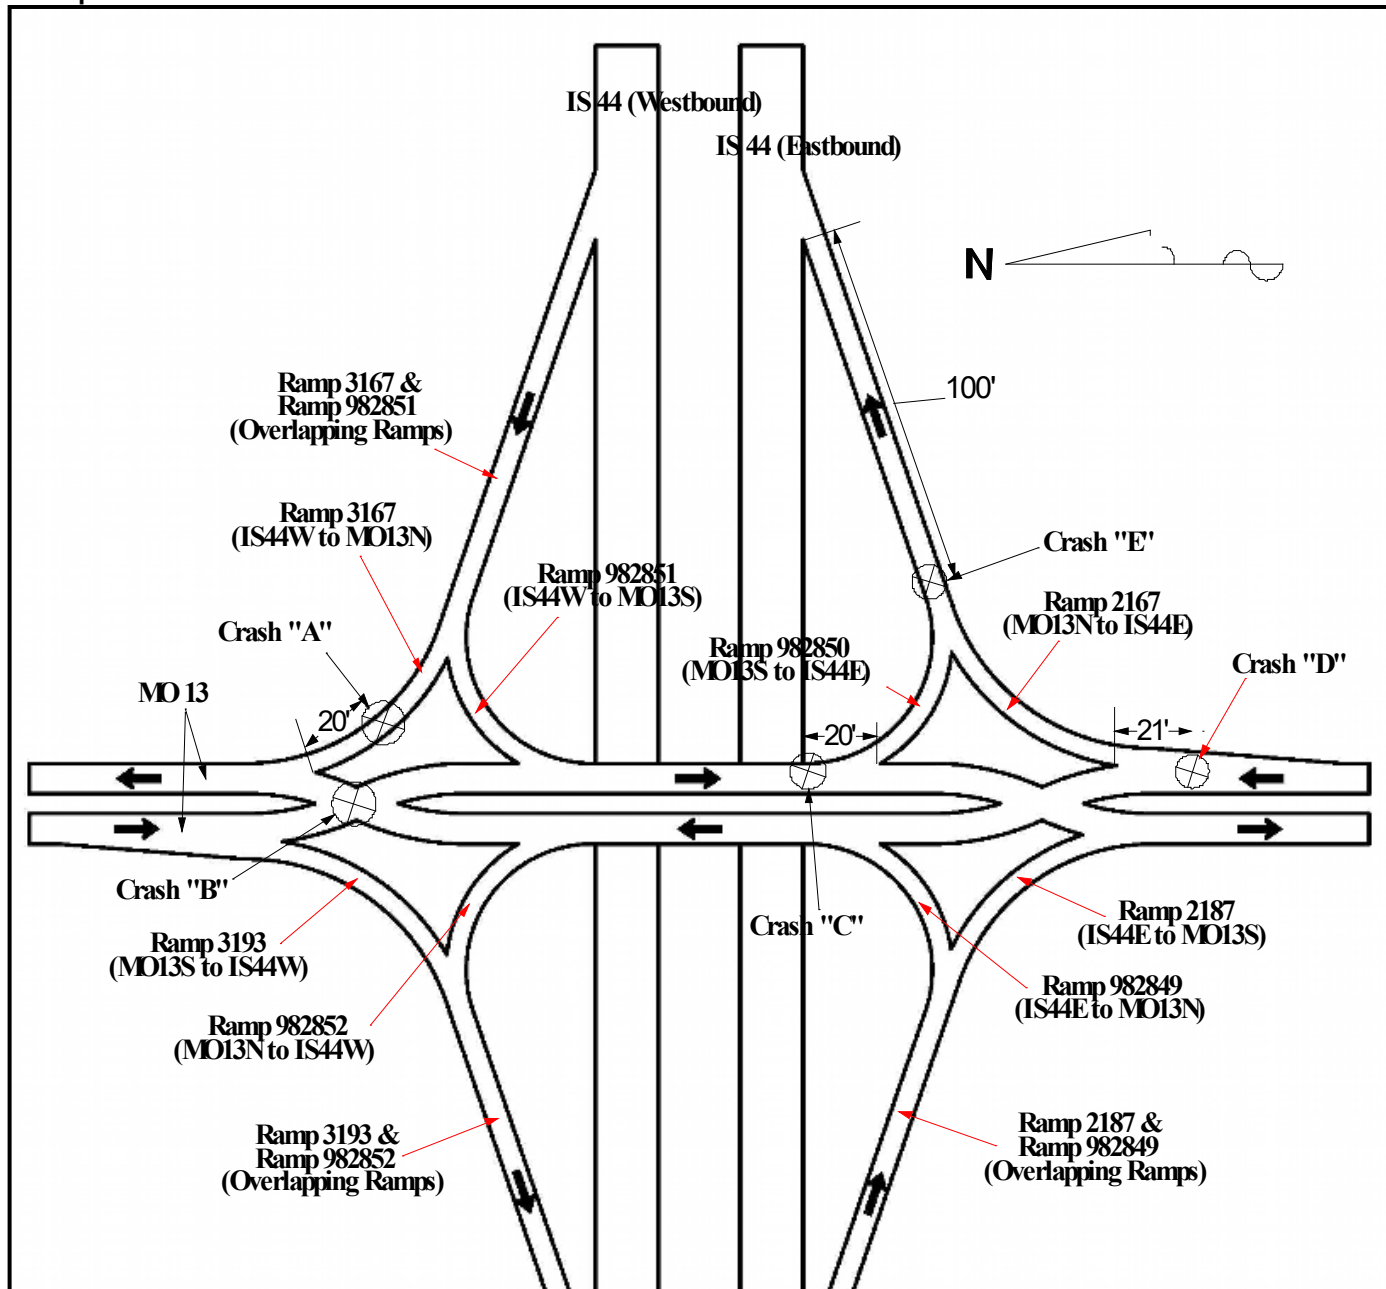 IS 44 (Westbound)
IS 44 (Eastbound)
N
Ramp 3167 &
Ramp 982851
(Overlapping Ramps)
100'
Ramp 3167
(IS44W to MO13N)
Crash "E"
Ramp 982851
(IS44W to MO13S)
Ramp 2167
(MO13N to IS44E)
Crash "A"
Ramp 982850
(MO13S to IS44E)
Crash "D"
MO 13
20'
20'
21'
Crash "B"
Crash "C"
Ramp 3193
(MO13S to IS44W)
Ramp 2187
(IS44E to MO13S)
Ramp 982849
(IS44E to MO13N)
Ramp 982852
(MO13N to IS44W)
Ramp 3193 &
Ramp 982852
(Overlapping Ramps)
Ramp 2187 &
Ramp 982849
(Overlapping Ramps)